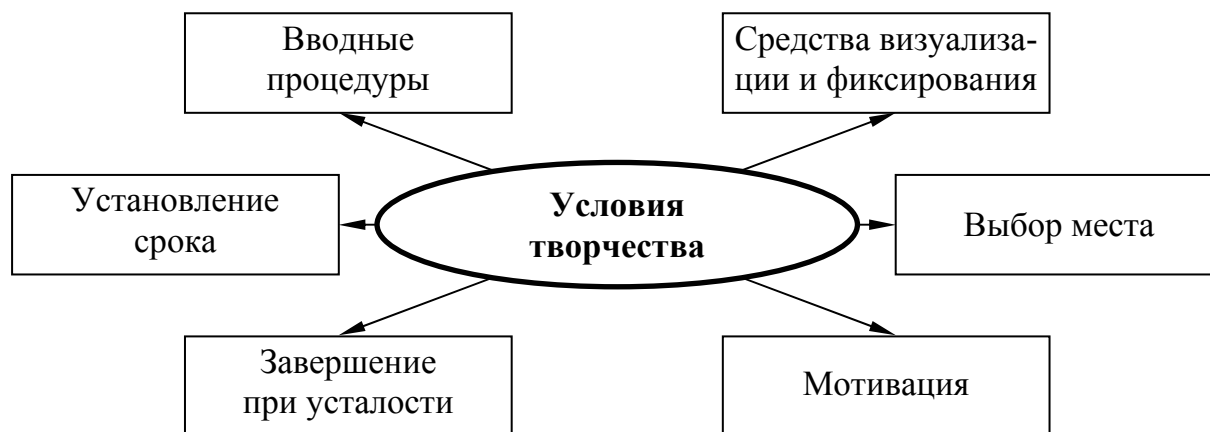 Вводные
процедуры
Средства визуализа-
ции и фиксирования
Установление
срока
Условия
творчества
Выбор места
Завершение
при усталости
Мотивация